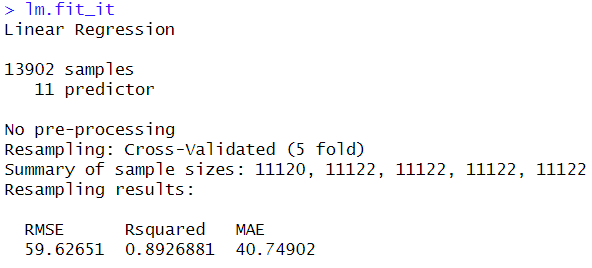 > lm.fit_it
Linear Regression
13902 samples
11 predictor
No pre-processing
Resampling: Cross-Validated (5 fold)
Summary of sample sizes: 11120, 11122, 11122, 11122, 11122
Resampling results:
RMSE Rsquared MAE
59.62651 0.8926881 40.74902